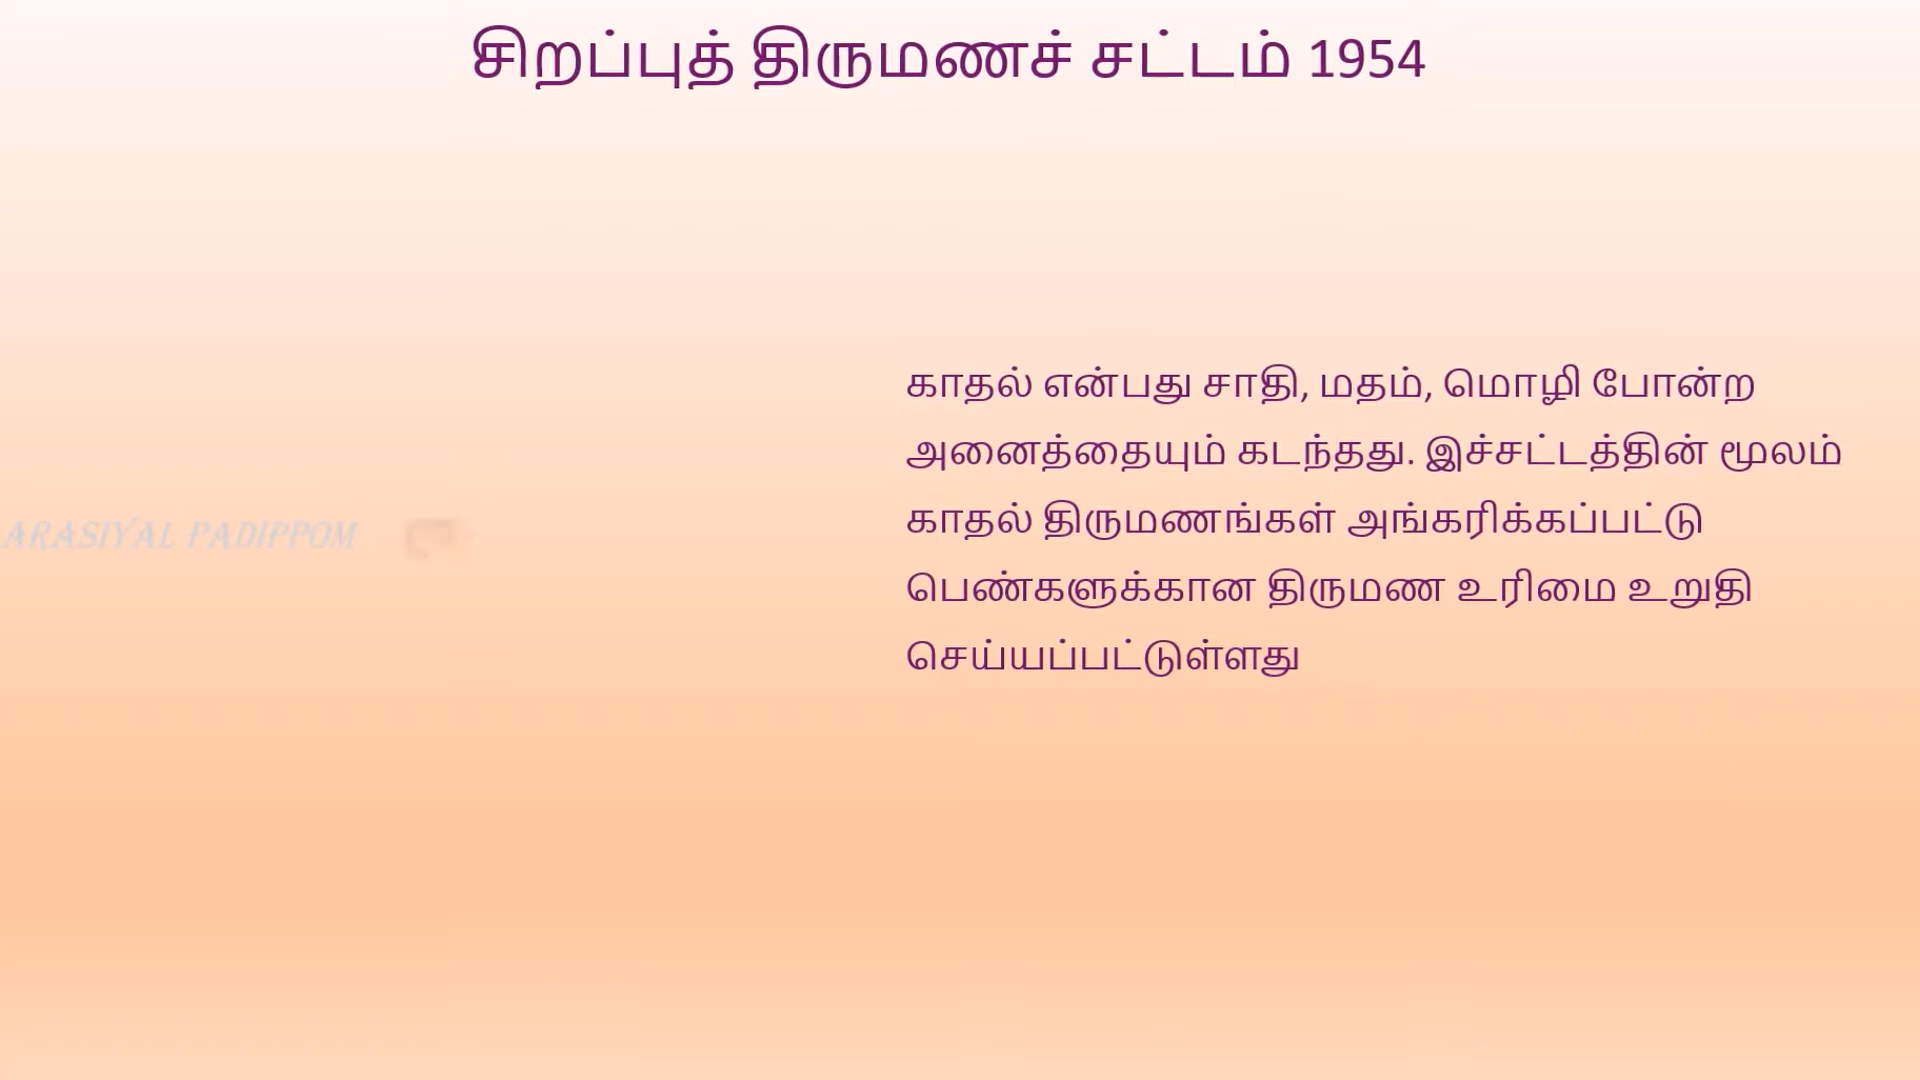 சிறப்புத் திருமணச் சட்டம் 1954
காதல் என்பது சாதி, மதம், மொழி போன்ற
அனைத்தையும் கடந்தது. இச்சட்டத்தின் மூலம்
காதல் திருமணங்கள் அங்கரிக்கப்பட்டு
பெண்களுக்கான திருமண உரிமை உறுதி
செய்யப்பட்டுள்ளது
ARASIYAL PADIPPOM